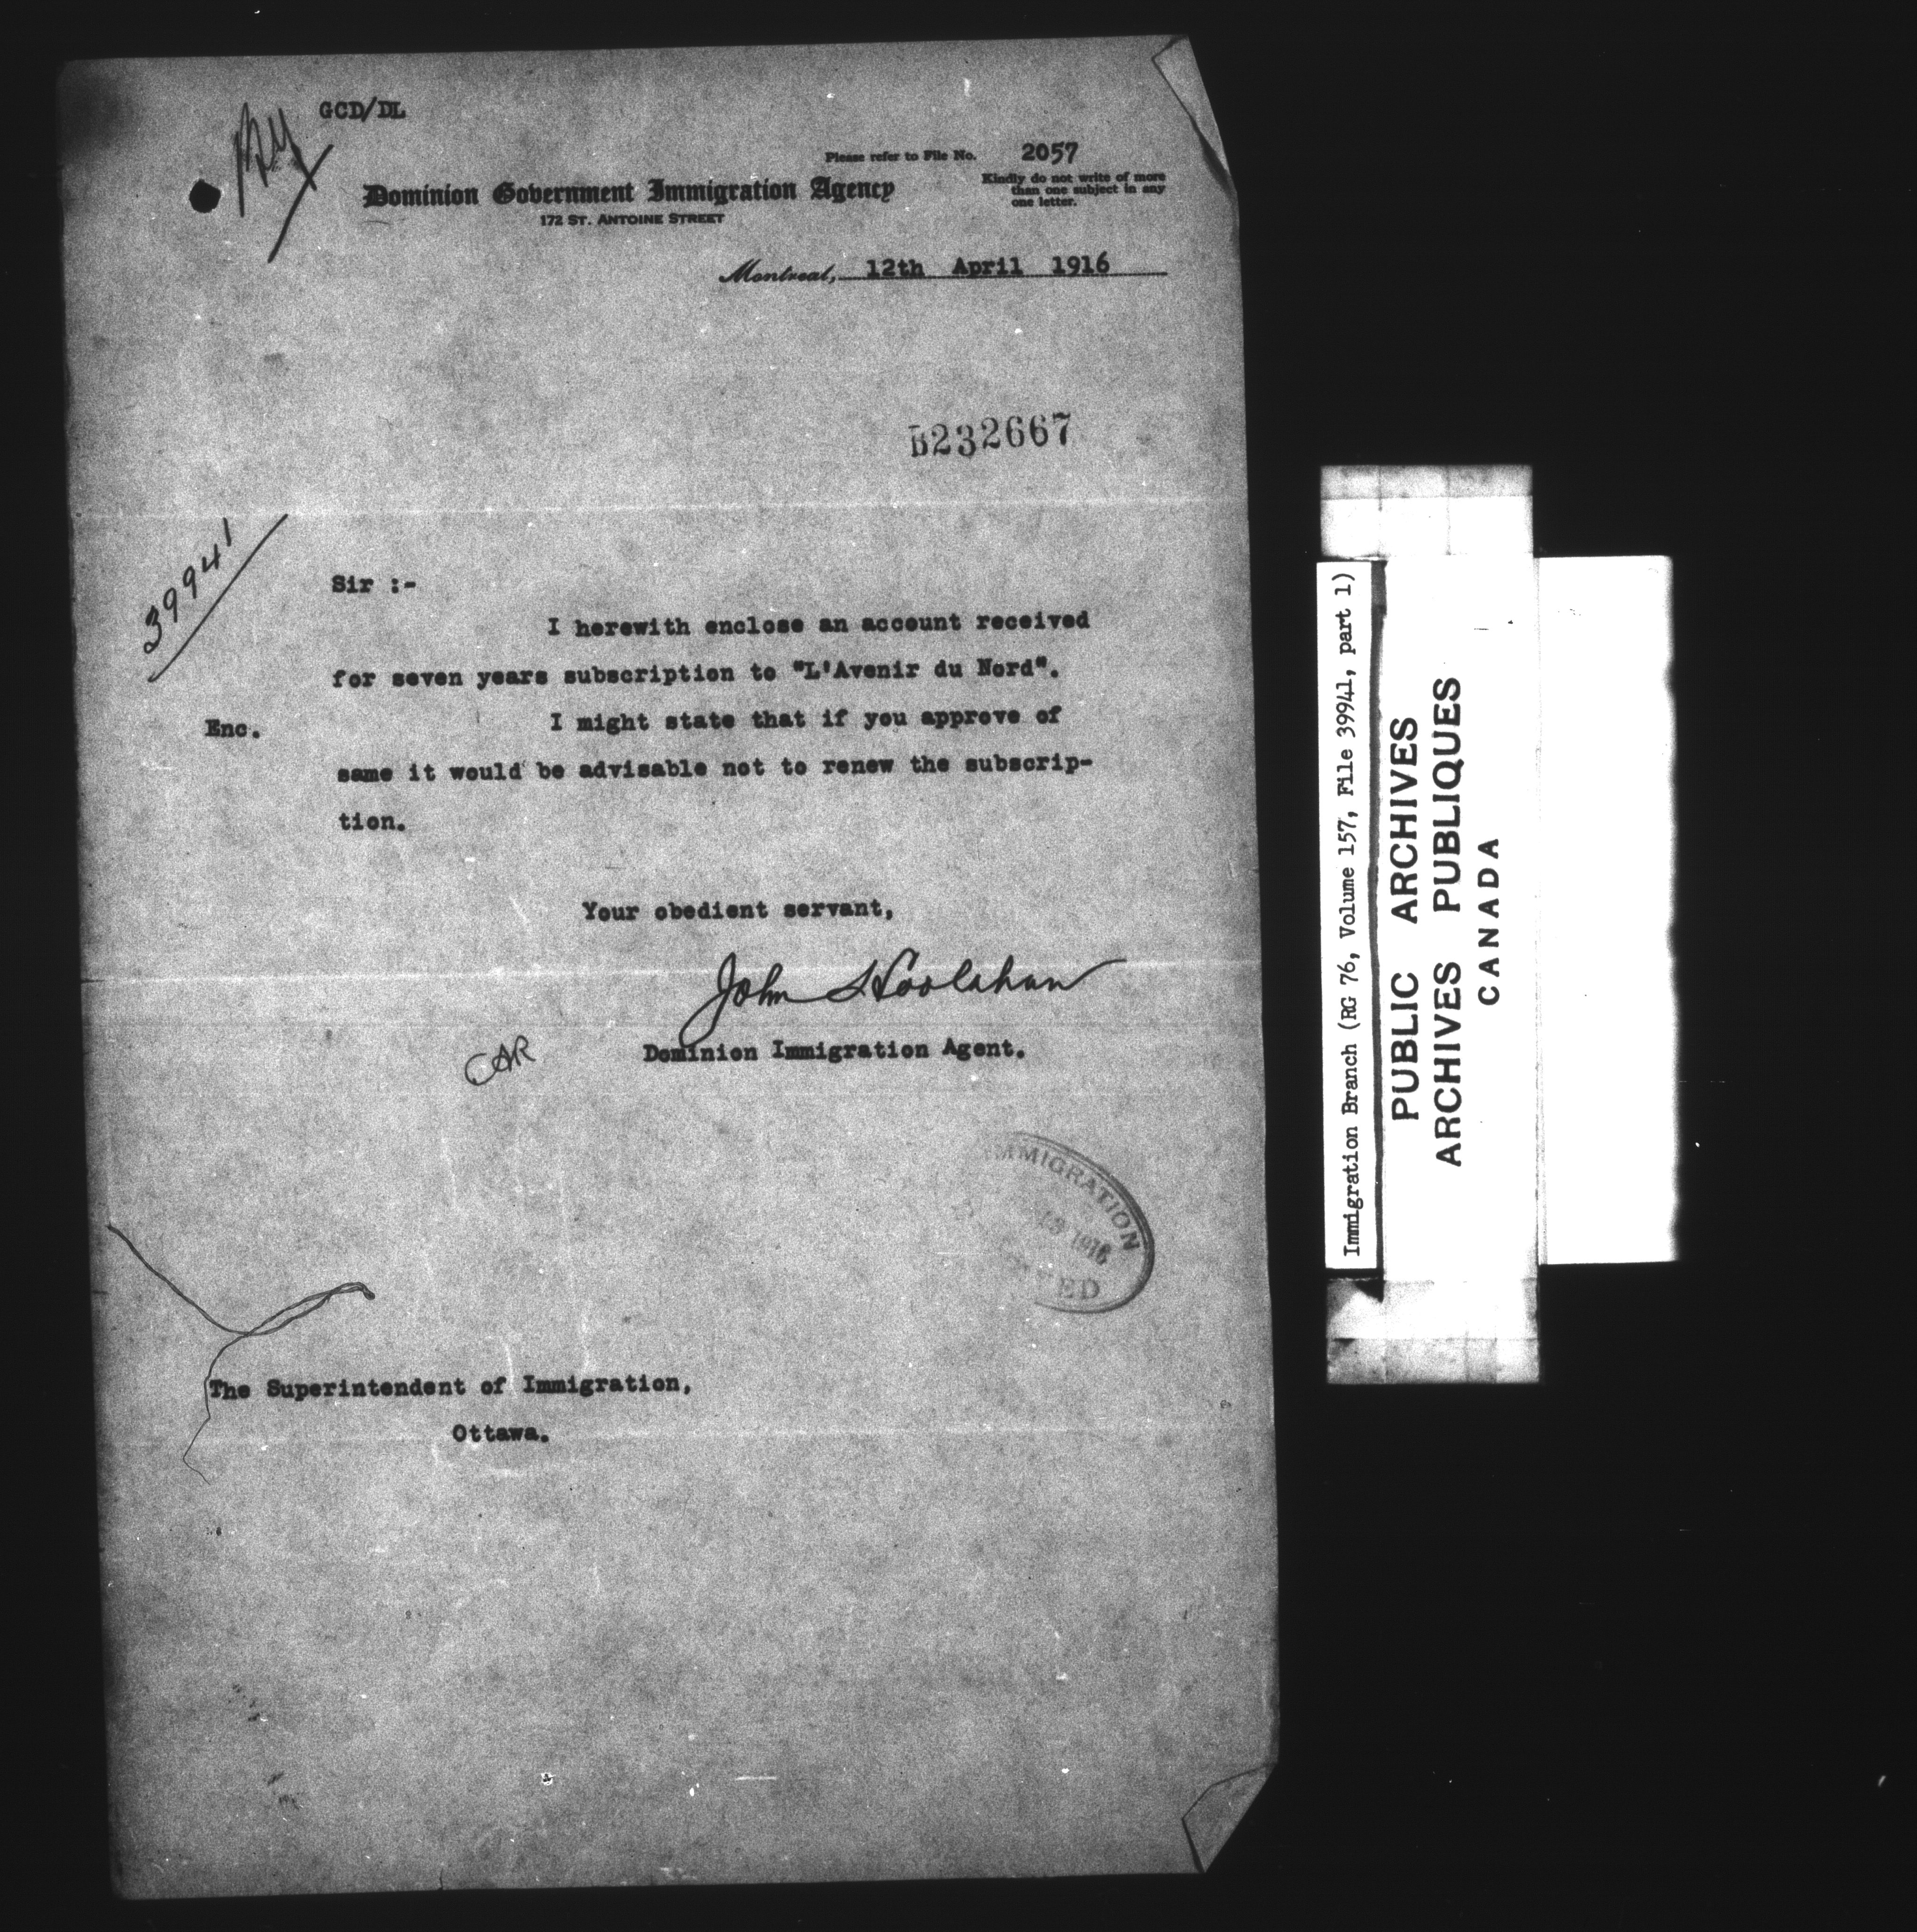 GCD/DL
Please refer to File No. 2057
Kindly do not write of more
than one subject in any
one letter.
Dominion Government Immigration Agency
172 ST. ANTOINE STREET
Montreal, 12th April 1916
B232667
39941
Sir :-
I herewith enclose an account received
for seven years subscription to "L'Avenir du Nord".
Enc.
I might state that if you approve of
same it would be advisable not to renew the subscrip-
tion.
Your obedient servant,
John Hoolahan
Dominion Immigration Agent.
CAR
IMMIGRATION
13 1916
The Superintendent of Immigration,
Ottawa.
Immigration Branch (RG 76, Volume 157, File 39941, part 1)
PUBLIC ARCHIVES
ARCHIVES PUBLIQUES
CANADA